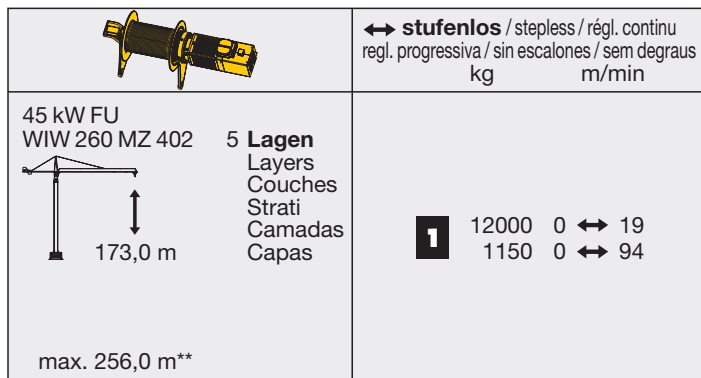 ↔ stufenlos / stepless / régl. continu
regl. progressiva / sin escalones / sem degraus
kg m/min
45 kW FU
WIW 260 MZ 402 5 Lagen
Layers
Couches
Strati
Camadas
173,0 m Capas
max. 256,0 m**
1 12000 0 ↔ 19
1150 0 ↔ 94